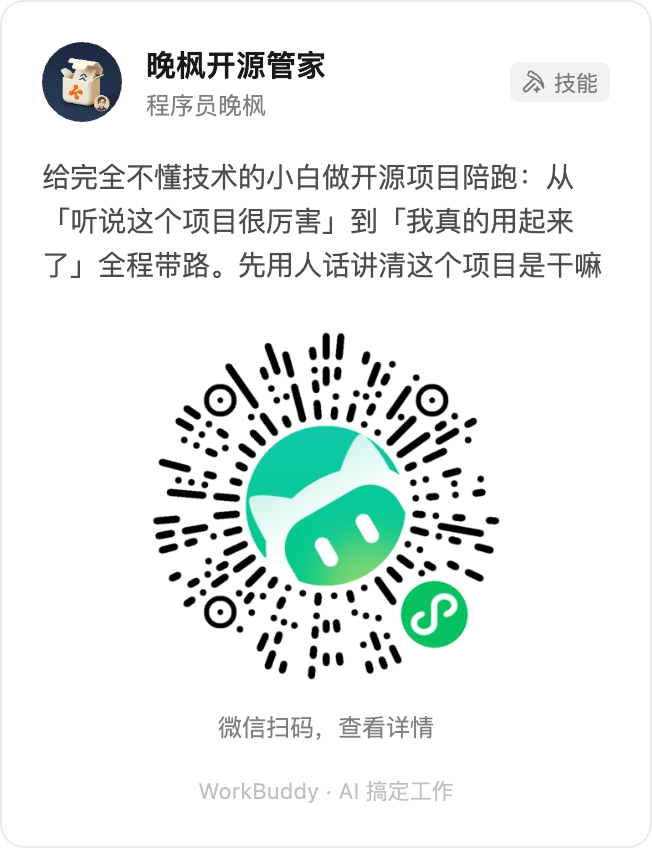 晚枫开源管家
程序员晚枫
技能
给完全不懂技术的小白做开源项目陪跑：从
「听说这个项目很厉害」到「我真的用起来
了」全程带路。先用人话讲清这个项目是干嘛
微信扫码，查看详情
WorkBuddy · AI 搞定工作